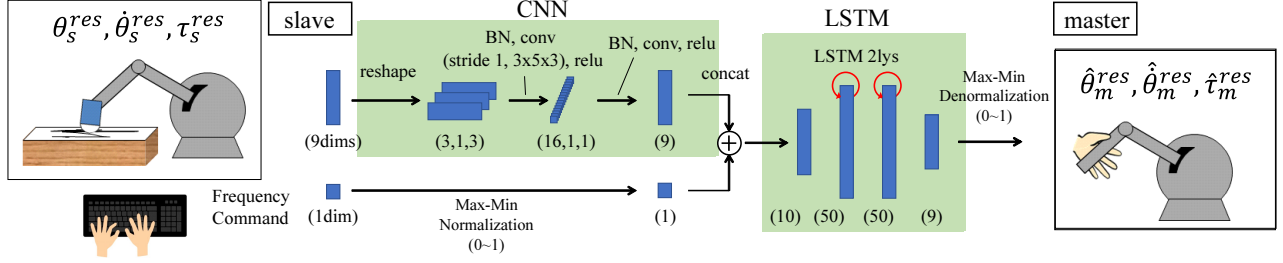 slave
θ_s^{res}, θ̇_s^{res}, τ_s^{res}
CNN
BN, conv
(stride 1, 3x5x3), relu
BN, conv, relu
reshape
concat
(9dims)
(3,1,3)
(16,1,1)
(9)
Frequency
Command
(1dim)
Max-Min
Normalization
(0~1)
(1)
LSTM
LSTM 2lys
(10)
(50)
(50)
(9)
Max-Min
Denormalization
(0~1)
master
θ̂_m^{res}, θ̇̂_m^{res}, τ̂_m^{res}